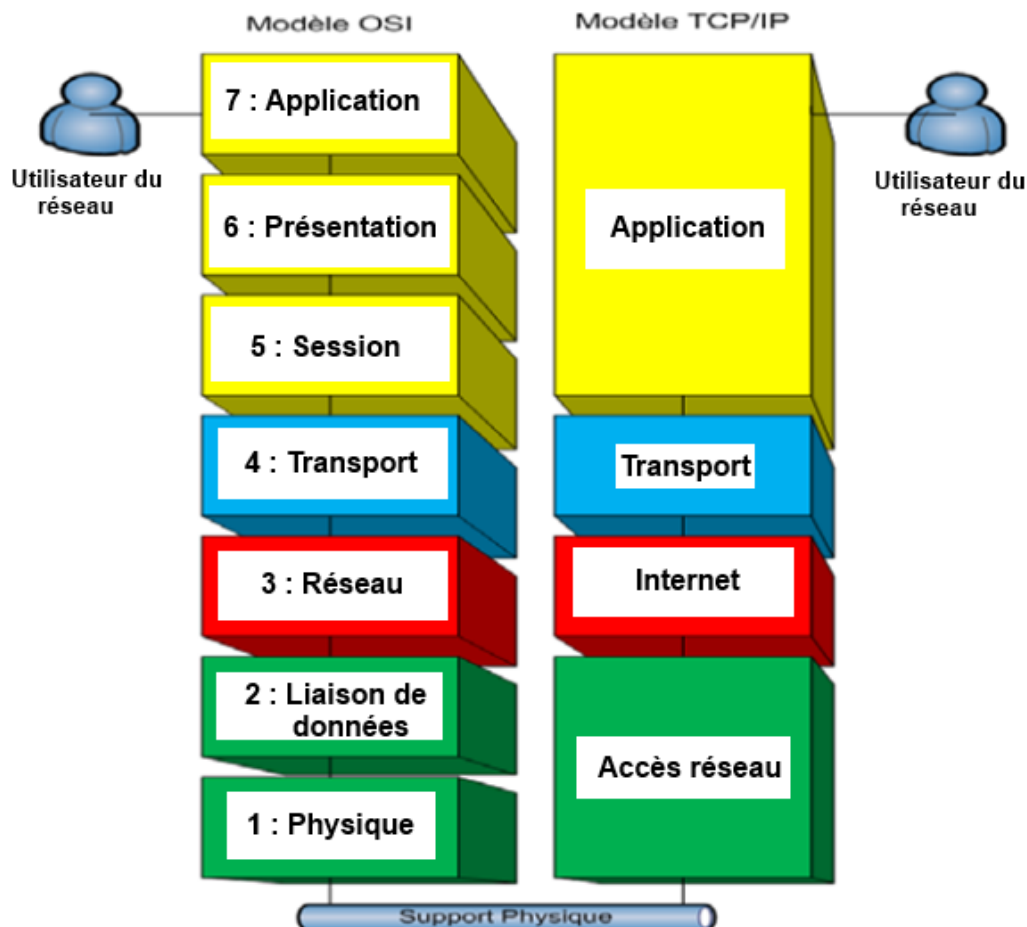 Modèle OSI
Modèle TCP/IP
7 : Application
Utilisateur du
réseau
6 : Présentation
Application
Utilisateur du
réseau
5 : Session
4 : Transport
Transport
3 : Réseau
Internet
2 : Liaison de
données
Accès réseau
1 : Physique
Support Physique